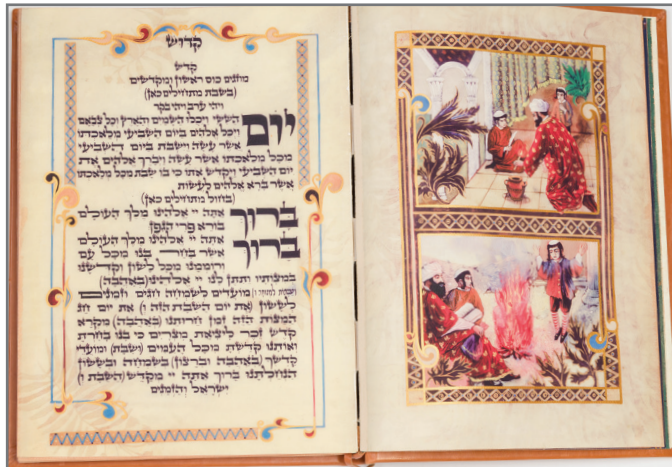 קדוש
קדש
מוזגים כוס ראשון ומקדשים
(בשבת מתחילים כאן)
ויהי ערב ויהי בקר
יום הששי ויכלו השמים והארץ וכל צבאם
ויכל אלהים ביום השביעי מלאכתו
אשר עשה וישבת ביום השביעי
מכל מלאכתו אשר עשה ויברך אלהים את
יום השביעי ויקדש אתו כי בו שבת מכל מלאכתו
אשר ברא אלהים לעשות
(בחול מתחילים כאן)
ברוך אתה יי אלהינו מלך העולם
בורא פרי הגפן
ברוך אתה יי אלהינו מלך העולם
אשר בחר בנו מכל עם
ורוממנו מכל לשון וקדשנו
במצותיו ותתן לנו יי אלהינו (באהבה)
מועדים לשמחה חגים וזמנים
לששון (את יום השבת הזה ו) את יום חג
המצות הזה זמן חרותנו (באהבה) מקרא
קדש זכר ליציאת מצרים כי בנו בחרת
ואותנו קדשת מכל העמים (ושבת) ומועדי
קדשך (באהבה וברצון) בשמחה ובששון
הנחלתנו ברוך אתה יי מקדש (השבת ו)
ישראל והזמנים